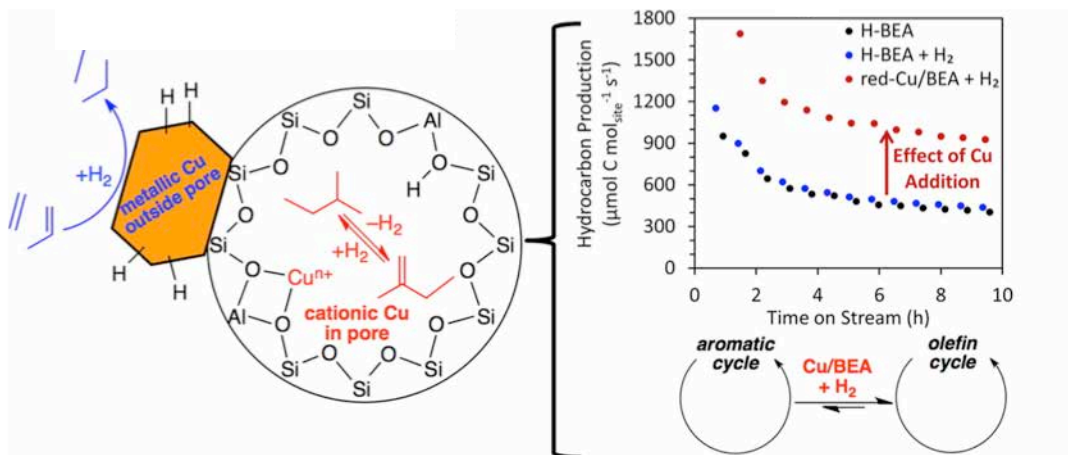 H
H
+H2
metallic Cu
outside pore
H
H
Si
Si
Si
Al
O
O
O
O
Si
O
H
O
–H2
+H2
Si
Si
O
Cuⁿ⁺
O
Al
O
cationic Cu
in pore
O
Si
Si
O
O
O
O
Si
Si
Si
Hydrocarbon Production
(µmol C molsite⁻¹ s⁻¹)
1800
1500
1200
900
600
300
0
H-BEA
H-BEA + H2
red-Cu/BEA + H2
Effect of Cu
Addition
0 2 4 6 8 10
Time on Stream (h)
aromatic
cycle
Cu/BEA
+ H2
olefin
cycle